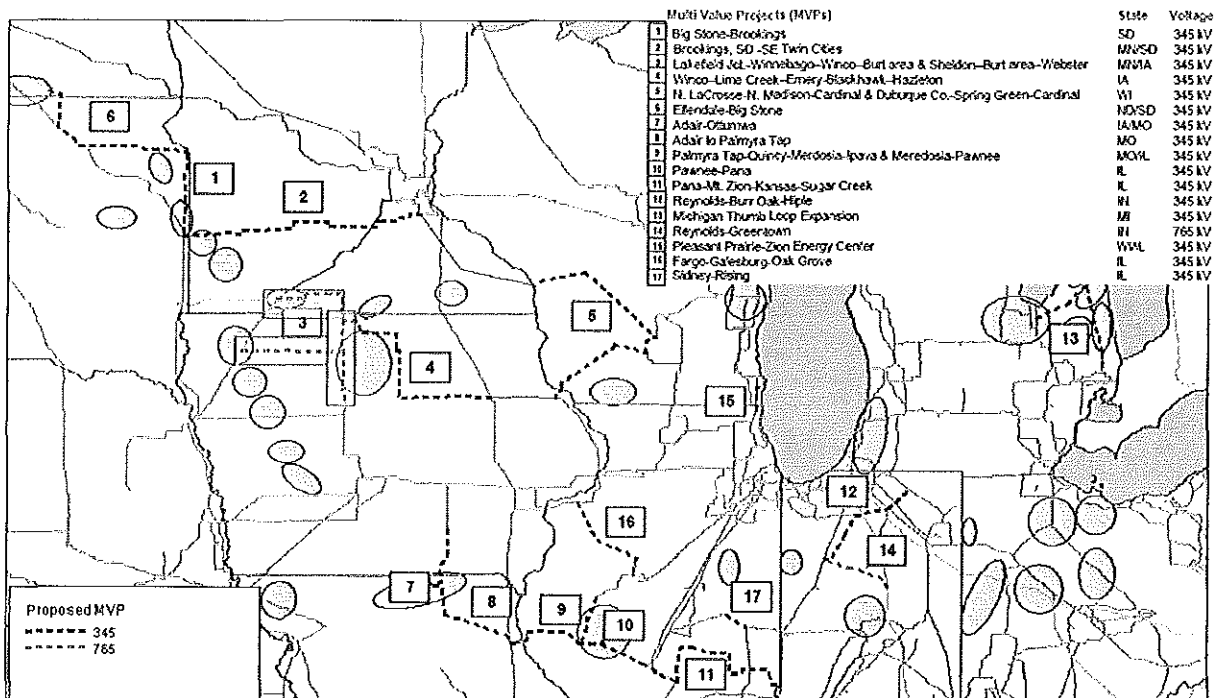 Multi Value Projects (MVPs) State Voltage
1 Big Stone-Brookings SD 345 kV
2 Brookings, SD -SE Twin Cities MN/SD 345 kV
3 Lakefield Jct.-Winnebago-Winco-Burt area & Sheldon-Burt area-Webster MN/IA 345 kV
4 Winco-Lime Creek-Emery-Blackhawk-Hazleton IA 345 kV
5 N. LaCrosse-N. Madison-Cardinal & Dubuque Co.-Spring Green-Cardinal WI 345 kV
6 Ellendale-Big Stone ND/SD 345 kV
7 Adair-Ottumwa IA/MO 345 kV
8 Adair to Palmyra Tap MO 345 kV
9 Palmyra Tap-Quincy-Merdosia-Ipava & Meredosia-Pawnee MO/IL 345 kV
10 Pawnee-Pana IL 345 kV
11 Pana-Mt. Zion-Kansas-Sugar Creek IL 345 kV
12 Reynolds-Burr Oak-Hiple IN 345 kV
13 Michigan Thumb Loop Expansion MI 345 kV
14 Reynolds-Greentown IN 765 kV
15 Pleasant Prairie-Zion Energy Center WI/IL 345 kV
16 Fargo-Galesburg-Oak Grove IL 345 kV
17 Sidney-Rising IL 345 kV
6
1
2
3
5
13
4
15
12
16
14
7
8
9
10
17
11
Proposed MVP
345
765